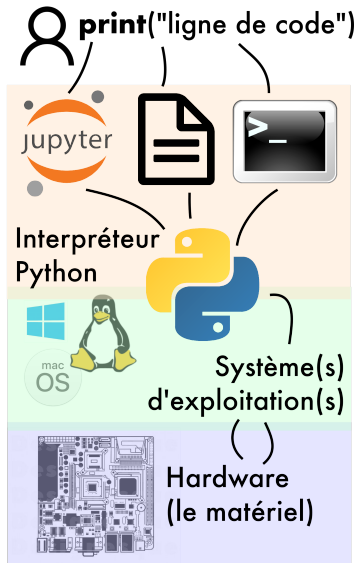 print("ligne de code")
jupyter
>_
Interpréteur
Python
mac
OS
Système(s)
d'exploitation(s)
Hardware
(le matériel)